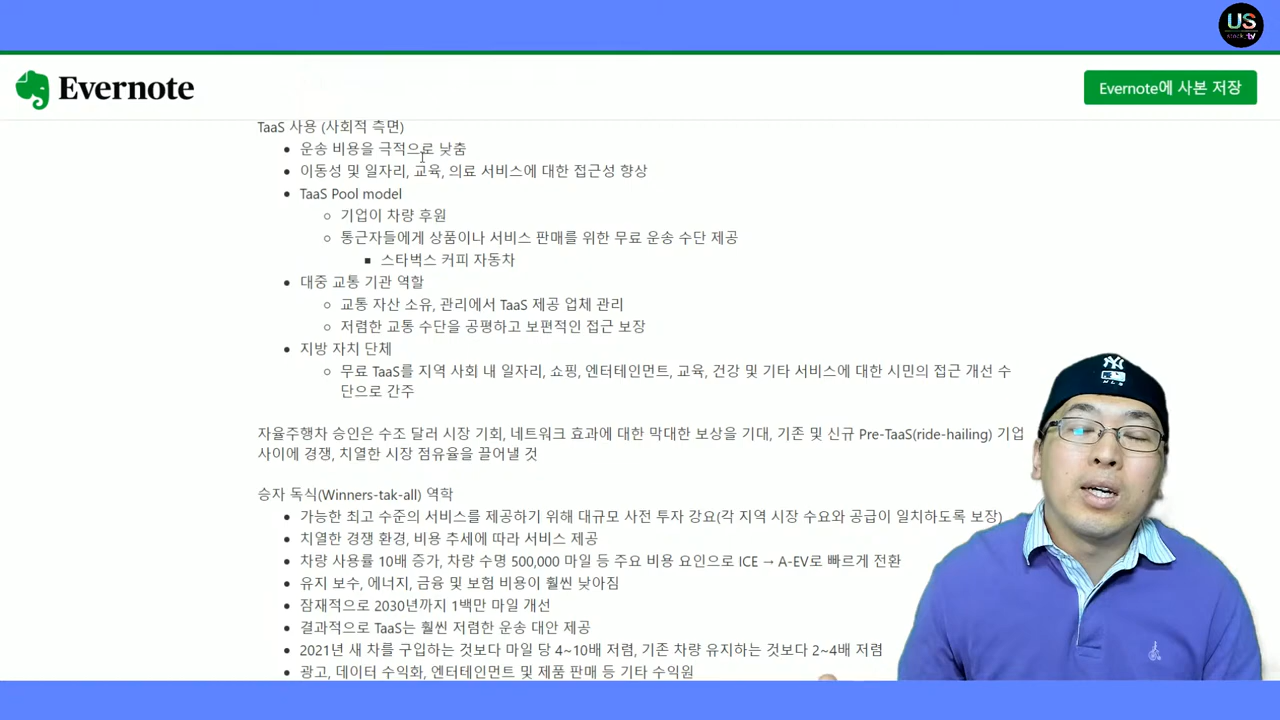 US
stock.tv
Evernote
Evernote에 사본 저장
TaaS 사용 (사회적 측면)
운송 비용을 극적으로 낮춤
이동성 및 일자리, 교육, 의료 서비스에 대한 접근성 향상
TaaS Pool model
기업이 차량 후원
통근자들에게 상품이나 서비스 판매를 위한 무료 운송 수단 제공
스타벅스 커피 자동차
대중 교통 기관 역할
교통 자산 소유, 관리에서 TaaS 제공 업체 관리
저렴한 교통 수단을 공평하고 보편적인 접근 보장
지방 자치 단체
무료 TaaS를 지역 사회 내 일자리, 쇼핑, 엔터테인먼트, 교육, 건강 및 기타 서비스에 대한 시민의 접근 개선 수
단으로 간주
자율주행차 승인은 수조 달러 시장 기회, 네트워크 효과에 대한 막대한 보상을 기대, 기존 및 신규 Pre-TaaS(ride-hailing) 기업
사이에 경쟁, 치열한 시장 점유율을 끌어낼 것
승자 독식(Winners-tak-all) 역학
가능한 최고 수준의 서비스를 제공하기 위해 대규모 사전 투자 강요(각 지역 시장 수요와 공급이 일치하도록 보장)
치열한 경쟁 환경, 비용 추세에 따라 서비스 제공
차량 사용률 10배 증가, 차량 수명 500,000 마일 등 주요 비용 요인으로 ICE → A-EV로 빠르게 전환
유지 보수, 에너지, 금융 및 보험 비용이 훨씬 낮아짐
잠재적으로 2030년까지 1백만 마일 개선
결과적으로 TaaS는 훨씬 저렴한 운송 대안 제공
2021년 새 차를 구입하는 것보다 마일 당 4~10배 저렴, 기존 차량 유지하는 것보다 2~4배 저렴
광고, 데이터 수익화, 엔터테인먼트 및 제품 판매 등 기타 수익원